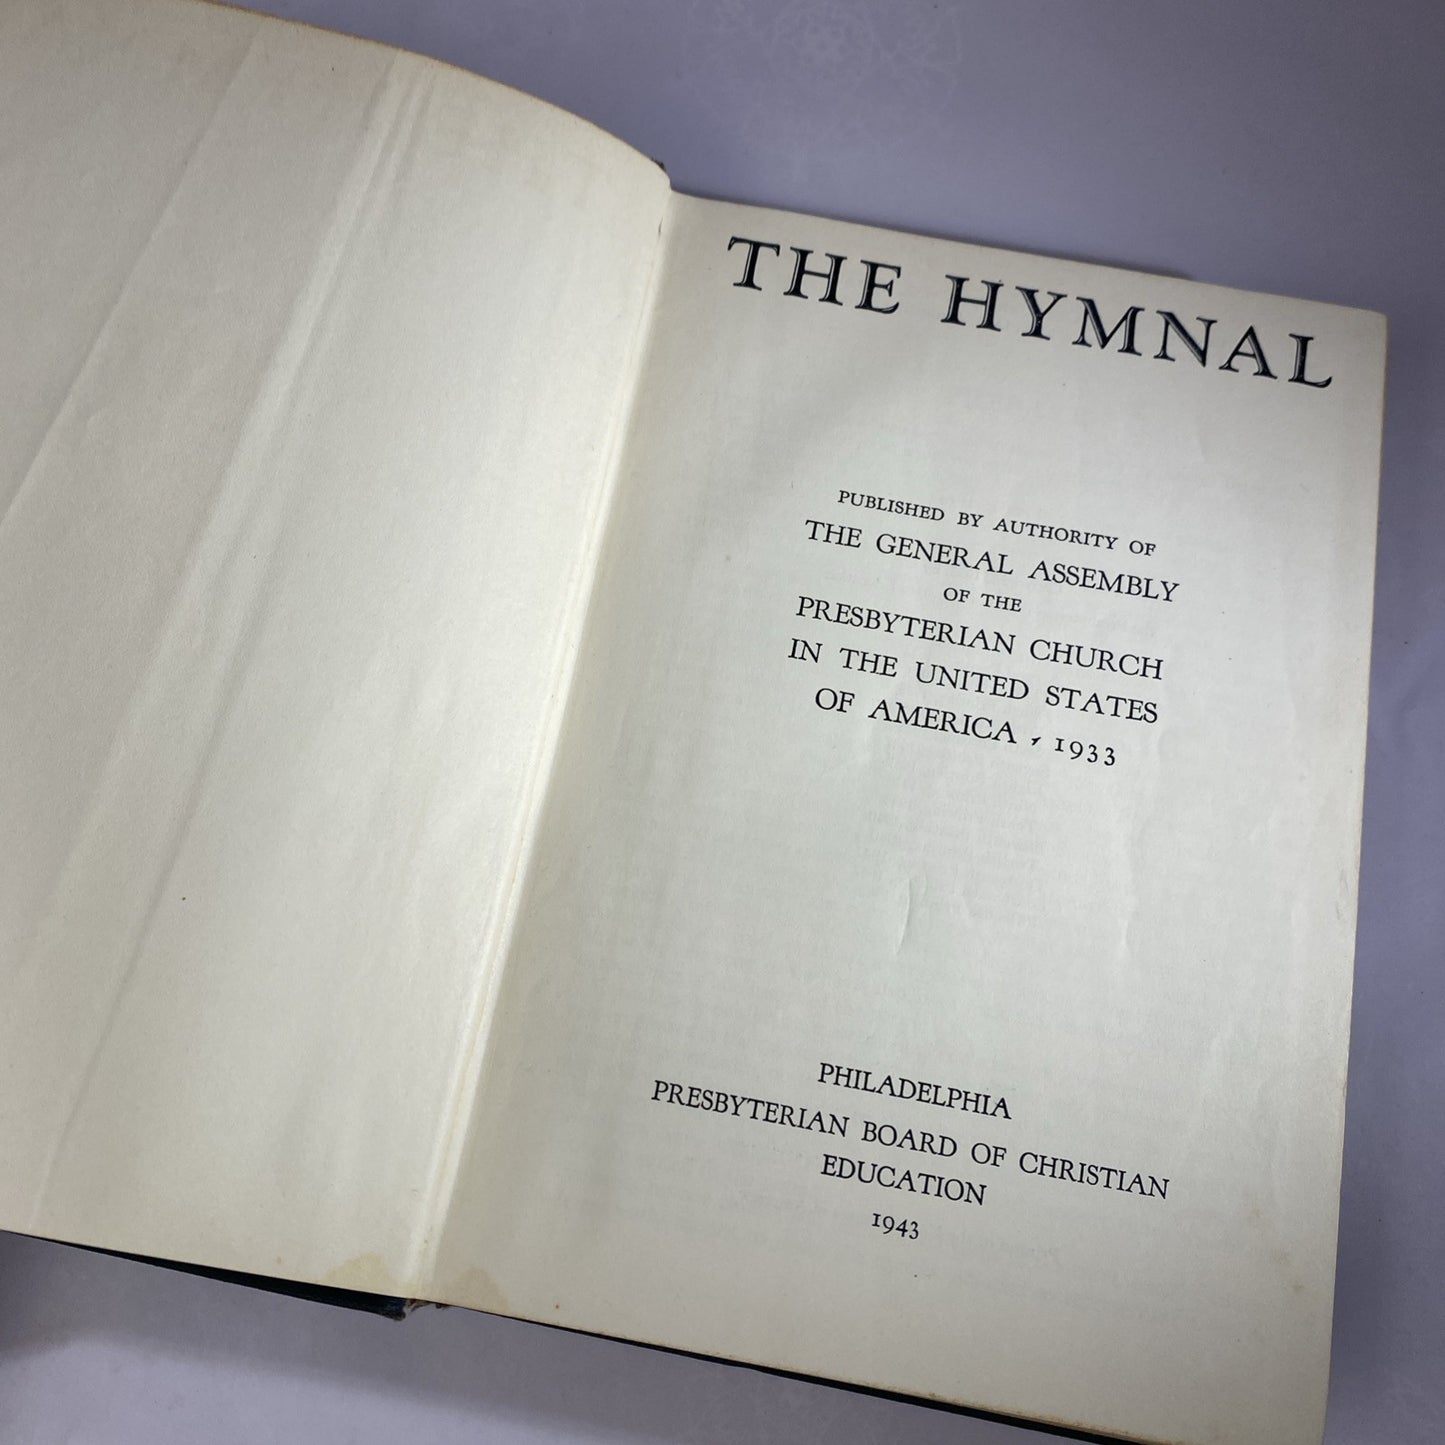 THE HYMNAL
PUBLISHED BY AUTHORITY OF
THE GENERAL ASSEMBLY
OF THE
PRESBYTERIAN CHURCH
IN THE UNITED STATES
OF AMERICA - 1933
PHILADELPHIA
PRESBYTERIAN BOARD OF CHRISTIAN
EDUCATION
1943